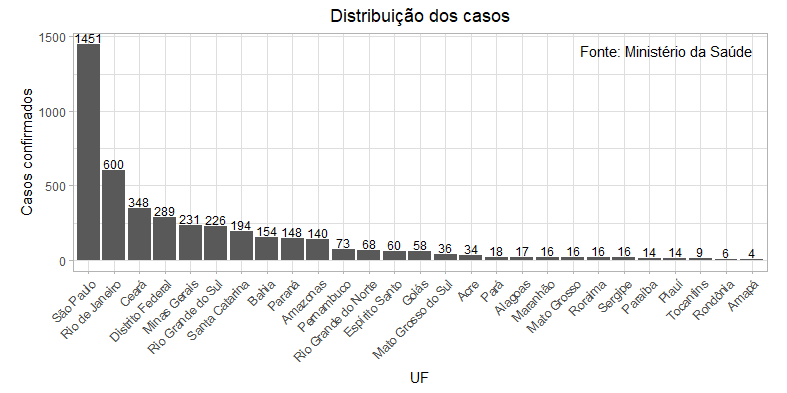 Distribuição dos casos
Fonte: Ministério da Saúde
Casos confirmados
1500
1000
500
0
1451
600
348
289
231
226
194
154
148
140
73
68
60
58
36
34
18
17
16
16
16
16
14
14
9
6
4
São Paulo
Rio de Janeiro
Ceará
Distrito Federal
Minas Gerais
Rio Grande do Sul
Santa Catarina
Bahia
Paraná
Amazonas
Pernambuco
Rio Grande do Norte
Espírito Santo
Goiás
Mato Grosso do Sul
Acre
Pará
Alagoas
Maranhão
Mato Grosso
Roraima
Sergipe
Paraíba
Piauí
Tocantins
Rondônia
Amapá
UF